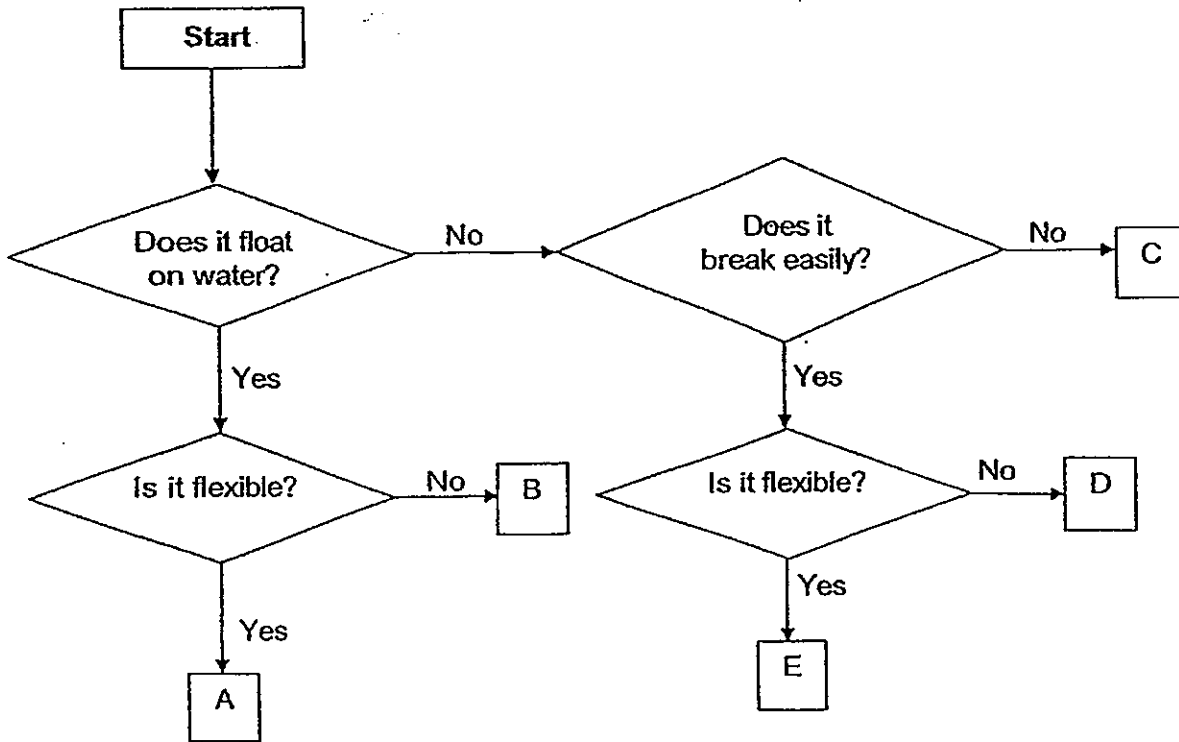 Start
Does it float
on water?
No
Does it
break easily?
No
C
Yes
Yes
Is it flexible?
No
B
Is it flexible?
No
D
Yes
A
Yes
E